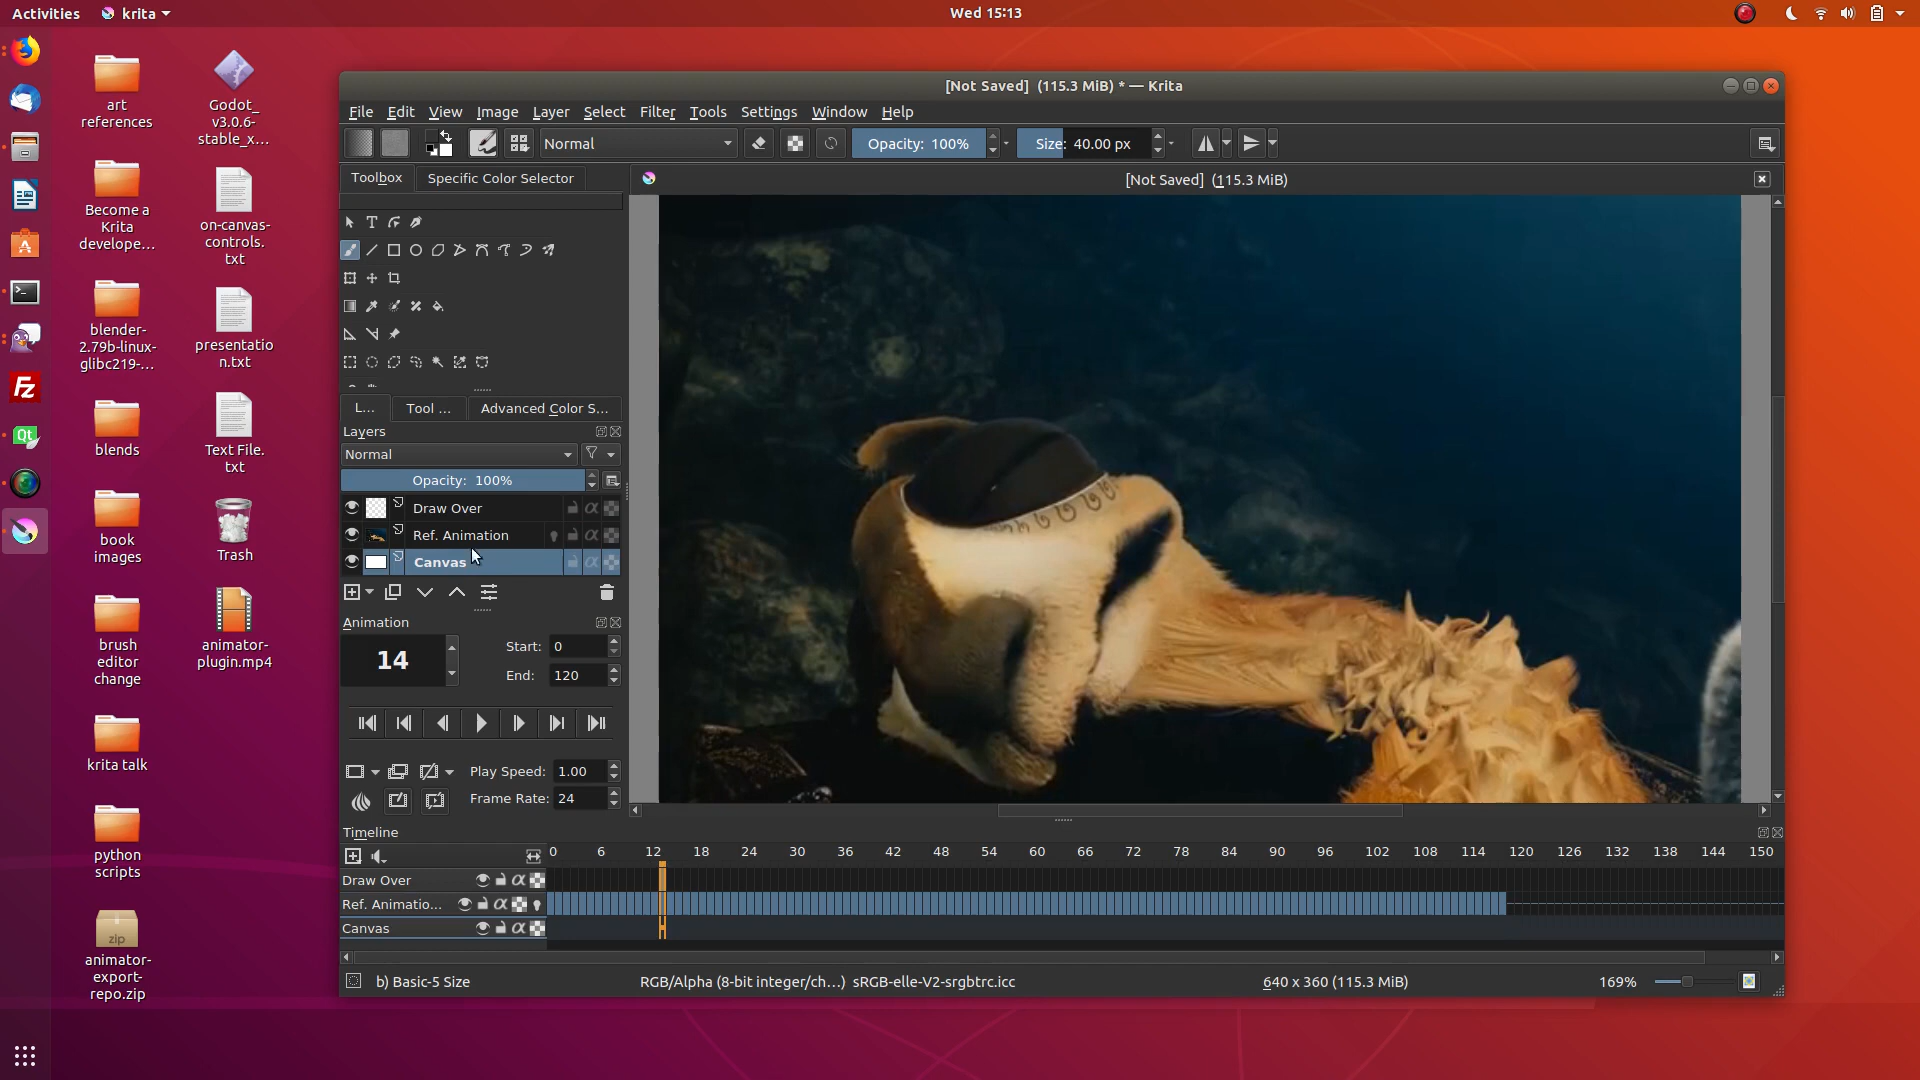 Activities
krita
Wed 15:13
art
references
Godot_
v3.0.6-
stable_x...
Become a
Krita
develope...
on-canvas-
controls.
txt
blender-
2.79b-linux-
glibc219-...
presentatio
n.txt
blends
Text File.
txt
book
images
Trash
brush
editor
change
animator-
plugin.mp4
krita talk
python
scripts
zip
animator-
export-
repo.zip
[Not Saved] (115.3 MiB) * — Krita
File Edit View Image Layer Select Filter Tools Settings Window Help
Normal
Opacity: 100%
Size: 40.00 px
Toolbox
Specific Color Selector
[Not Saved] (115.3 MiB)
L...
Tool ...
Advanced Color S...
Layers
Normal
Opacity: 100%
Draw Over
Ref. Animation
Canvas
Animation
14
Start: 0
End: 120
Play Speed: 1.00
Frame Rate: 24
Timeline
0 6 12 18 24 30 36 42 48 54 60 66 72 78 84 90 96 102 108 114 120 126 132 138 144 150
Draw Over
Ref. Animatio...
Canvas
b) Basic-5 Size
RGB/Alpha (8-bit integer/ch...) sRGB-elle-V2-srgbtrc.icc
640 x 360 (115.3 MiB)
169%
Fz
Qt